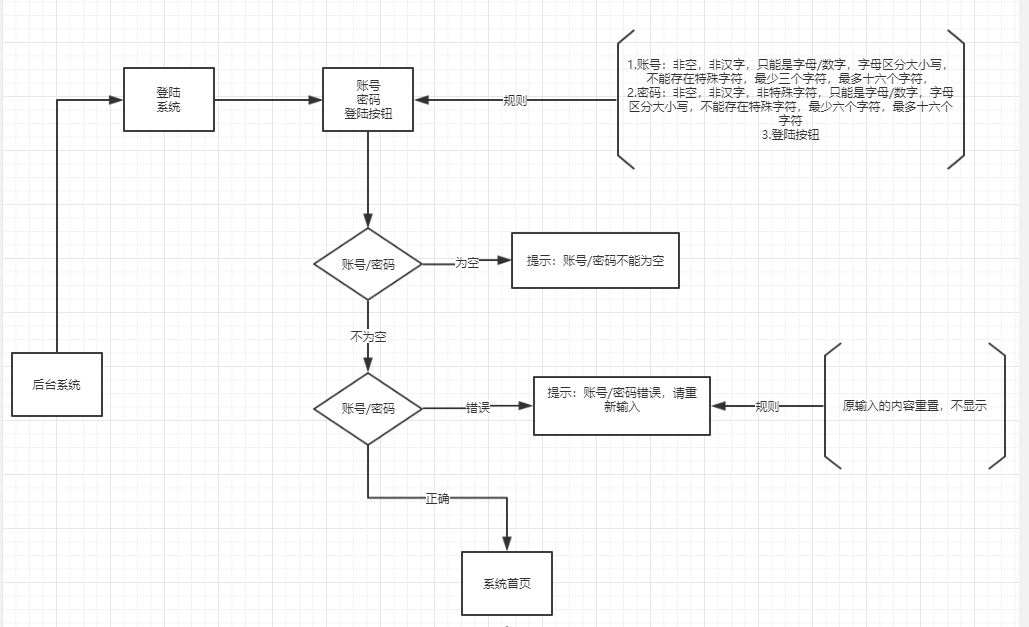 登陆
系统
账号
密码
登陆按钮
规则
1.账号：非空，非汉字，只能是字母/数字，字母区分大小写，
不能存在特殊字符，最少三个字符，最多十六个字符，
2.密码：非空，非汉字，非特殊字符，只能是字母/数字，字母
区分大小写，不能存在特殊字符，最少六个字符，最多十六个
字符
3.登陆按钮
账号/密码
为空
提示：账号/密码不能为空
不为空
后台系统
账号/密码
错误
提示：账号/密码错误，请重
新输入
规则
原输入的内容重置，不显示
正确
系统首页